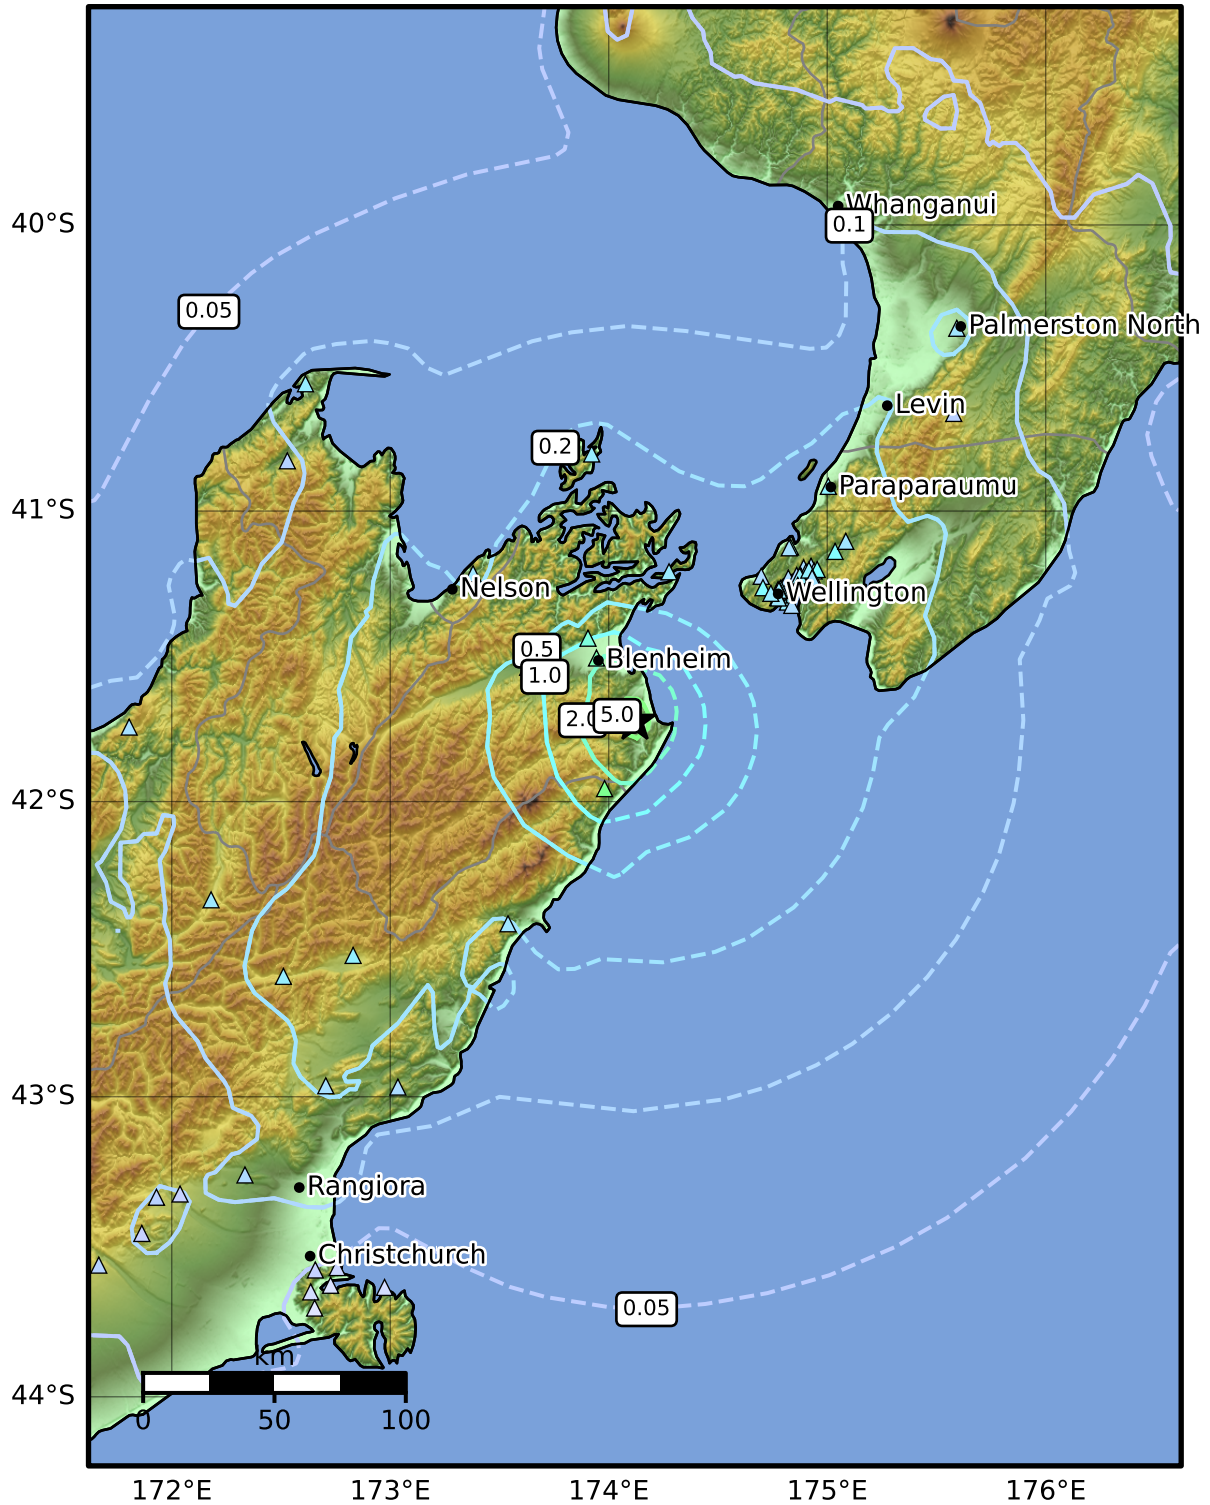 Whanganui
40°S
0.1
0.05
Palmerston North
Levin
0.2
Paraparaumu
41°S
Nelson
Wellington
0.5
Blenheim
1.0
2.0
5.0
42°S
43°S
Rangiora
Christchurch
0.05
km
44°S
0 50 100
172°E 173°E 174°E 175°E 176°E